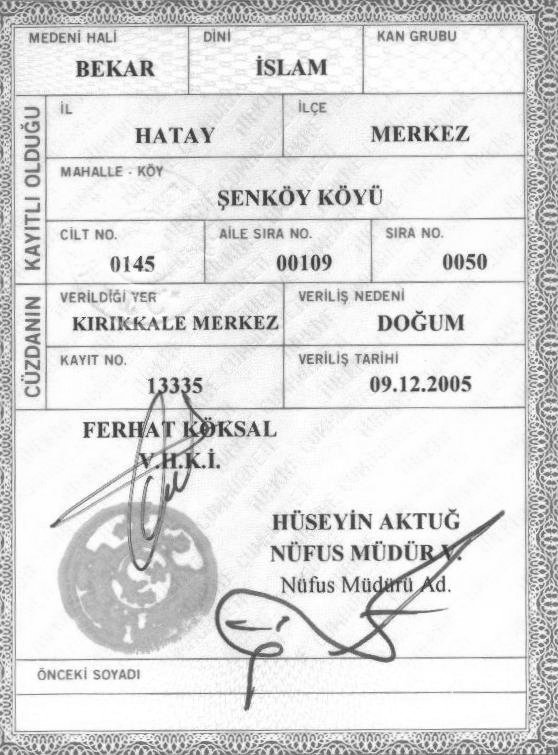 MEDENİ HALİ DİNİ KAN GRUBU
BEKAR İSLAM
KAYITLI OLDUĞU
İL İLÇE
HATAY MERKEZ
MAHALLE - KÖY
ŞENKÖY KÖYÜ
CİLT NO. AİLE SIRA NO. SIRA NO.
0145 00109 0050
CÜZDANIN
VERİLDİĞİ YER VERİLİŞ NEDENİ
KIRIKKALE MERKEZ DOĞUM
KAYIT NO. VERİLİŞ TARİHİ
13335 09.12.2005
FERHAT KÖKSAL
V.H.K.İ.
HÜSEYİN AKTUĞ
NÜFUS MÜDÜR V.
Nüfus Müdürü Ad.
ÖNCEKİ SOYADI